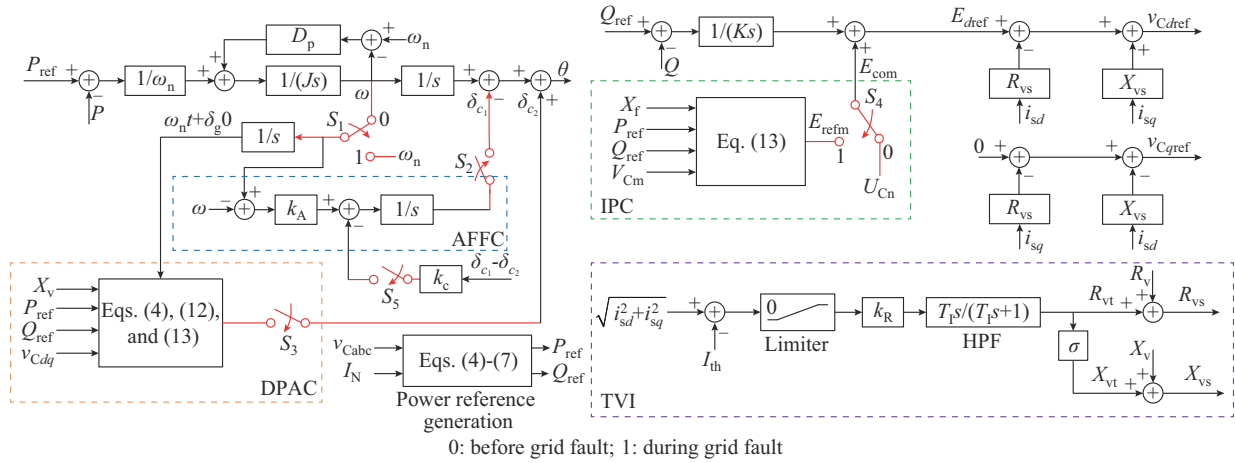 P_ref
+
−
P
1/ω_n
+
+
1/(Js)
ω
1/s
+
−
δ_c₁
+
+
δ_c₂
θ
D_p
+
−
ω_n
ω_n t+δ_g0
1/s
S_1
0
1
ω_n
S_2
ω
−
+
k_A
+
−
1/s
AFFC
S_5
k_c
δ_c₁-δ_c₂
X_v
P_ref
Q_ref
v_Cdq
Eqs. (4), (12),
and (13)
S_3
DPAC
v_Cabc
I_N
Eqs. (4)-(7)
P_ref
Q_ref
Power reference
generation
Q_ref
+
−
Q
1/(Ks)
+
+
E_com
E_dref
+
−
R_vs
i_sd
+
+
X_vs
i_sq
v_Cdref
X_f
P_ref
Q_ref
V_Cm
Eq. (13)
E_refm
S_4
1
0
U_Cn
IPC
0
+
−
R_vs
i_sq
+
−
X_vs
i_sd
v_Cqref
√i²_sd+i²_sq
+
−
I_th
0
Limiter
k_R
T_I s/(T_I s+1)
HPF
R_vt
R_v
+
+
R_vs
σ
X_vt
X_v
+
+
X_vs
TVI
0: before grid fault; 1: during grid fault